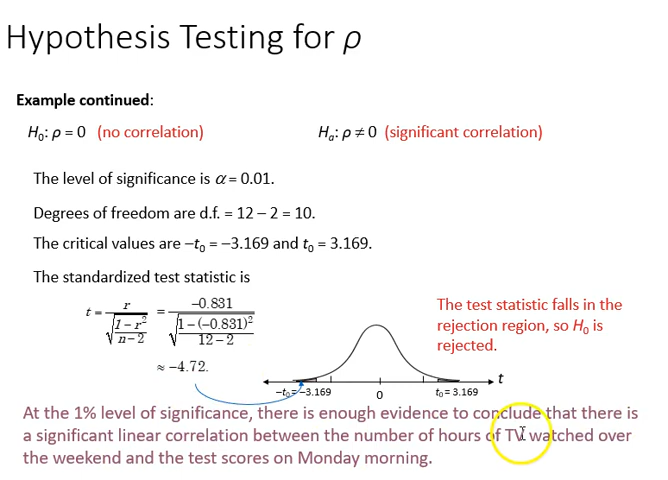 Hypothesis Testing for ρ
Example continued:
H₀: ρ = 0 (no correlation) Hₐ: ρ ≠ 0 (significant correlation)
The level of significance is α = 0.01.
Degrees of freedom are d.f. = 12 – 2 = 10.
The critical values are –t₀ = –3.169 and t₀ = 3.169.
The standardized test statistic is
t = r / √((1 – r²) / (n – 2)) = –0.831 / √((1 – (–0.831)²) / (12 – 2))
≈ –4.72.
The test statistic falls in the
rejection region, so H₀ is
rejected.
t
–t₀ = –3.169 0 t₀ = 3.169
At the 1% level of significance, there is enough evidence to conclude that there is
a significant linear correlation between the number of hours of TV watched over
the weekend and the test scores on Monday morning.